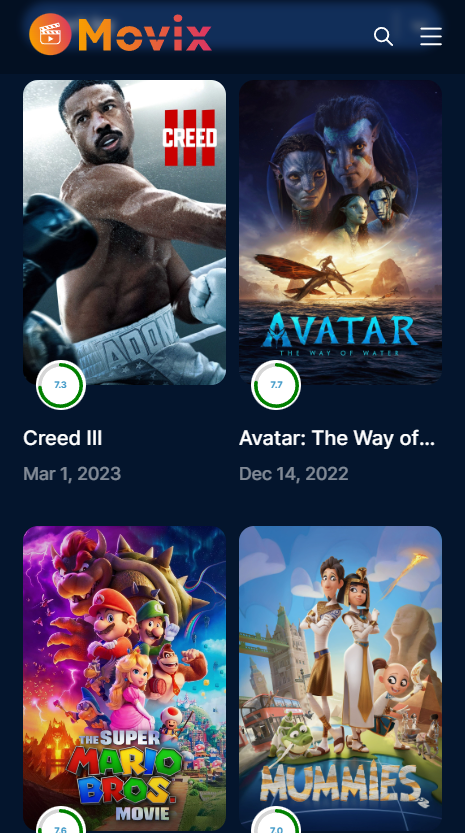 Movix
CREED
III
ADON
AVATAR
THE WAY OF WATER
7.3
7.7
Creed III
Avatar: The Way of...
Mar 1, 2023
Dec 14, 2022
THE SUPER
MARIO
BROS.
MOVIE
MUMMIES
7.6
7.0